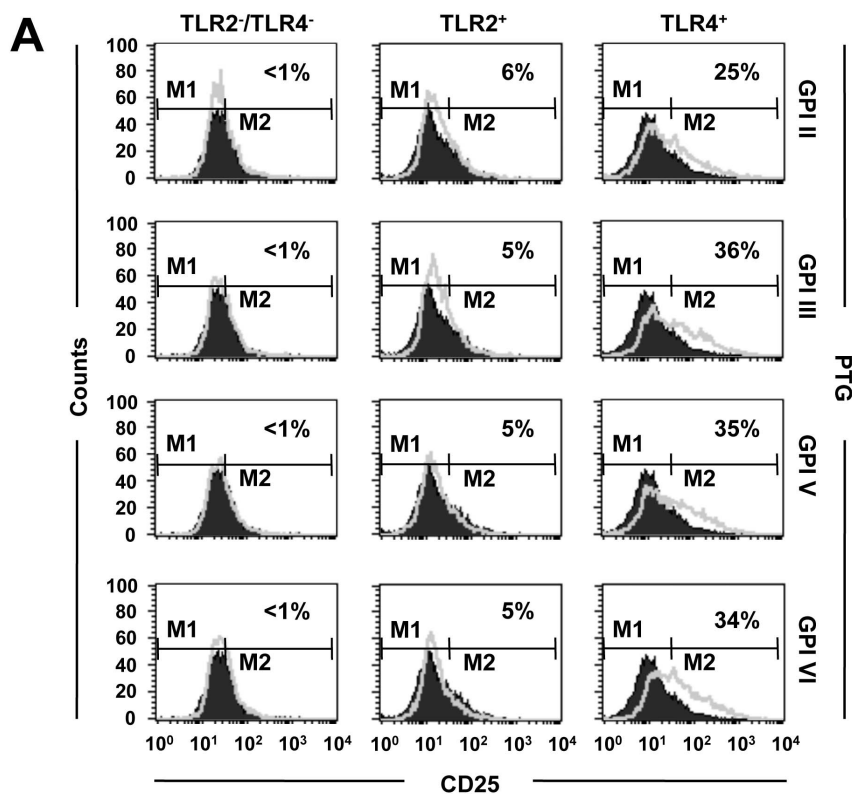 A
TLR2⁻/TLR4⁻ TLR2⁺ TLR4⁺
100 80 60 40 20 0
M1 <1% M2
M1 6% M2
M1 25% M2
GPI II
100 80 60 40 20 0
M1 <1% M2
M1 5% M2
M1 36% M2
GPI III
Counts
PTG
100 80 60 40 20 0
M1 <1% M2
M1 5% M2
M1 35% M2
GPI V
100 80 60 40 20 0
M1 <1% M2
M1 5% M2
M1 34% M2
GPI VI
10⁰ 10¹ 10² 10³ 10⁴ 10⁰ 10¹ 10² 10³ 10⁴ 10⁰ 10¹ 10² 10³ 10⁴
CD25